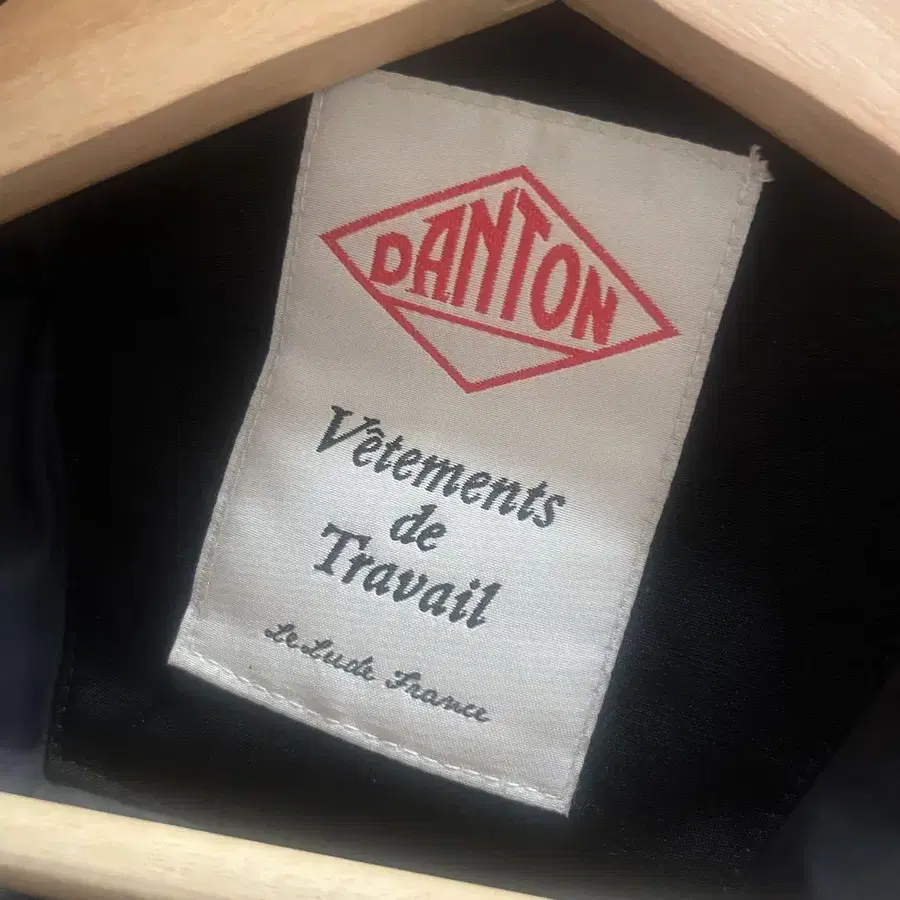 DANTON
Vêtements
de
Travail
Le Lude France